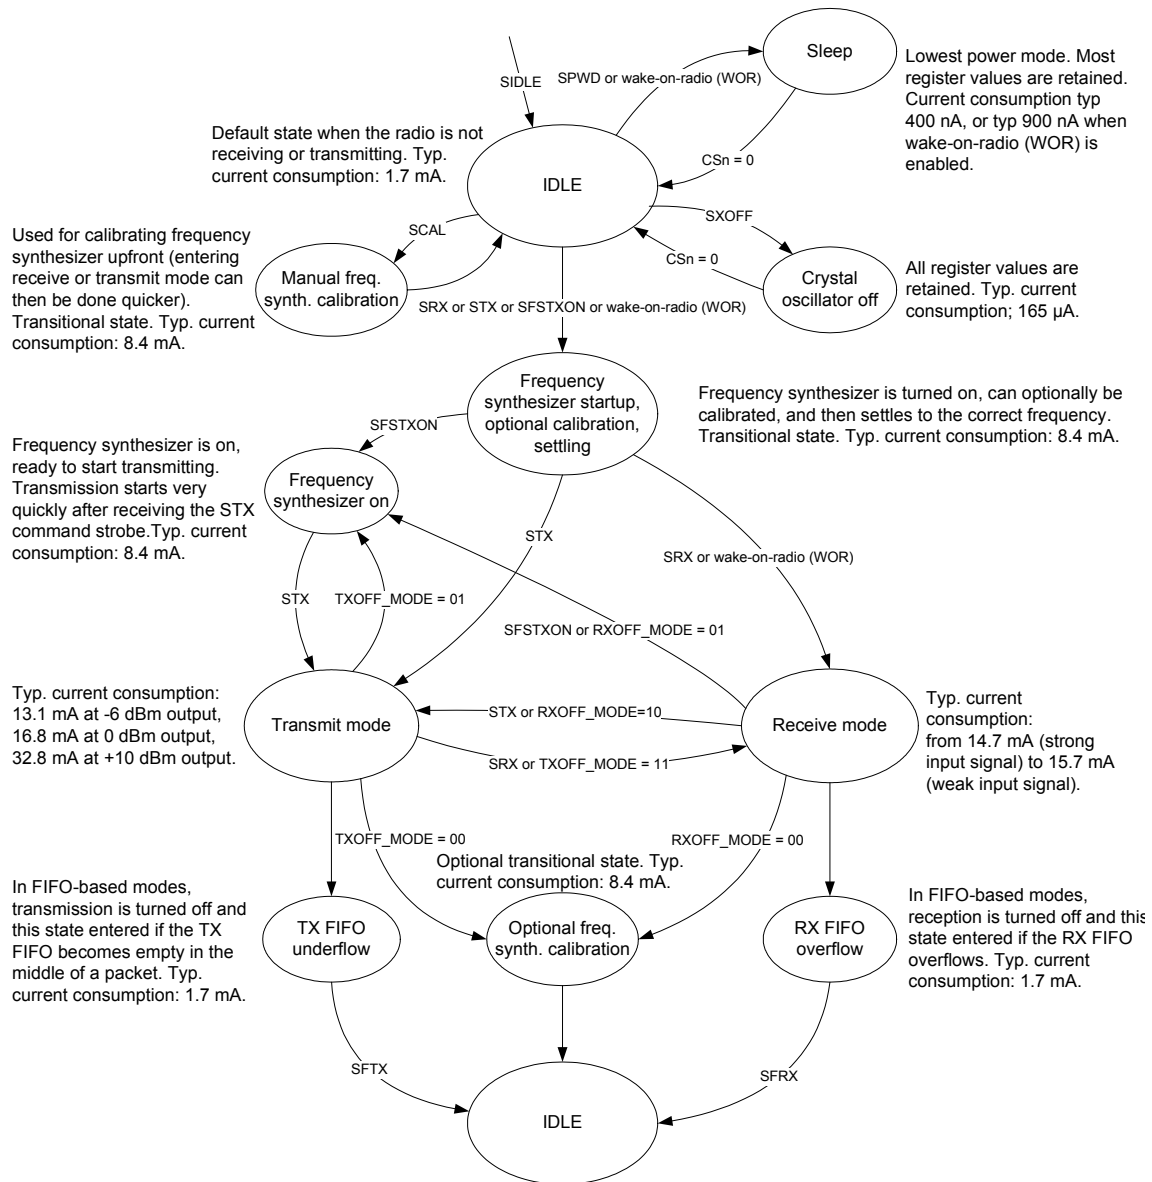 Sleep
SPWD or wake-on-radio (WOR)
SIDLE
Lowest power mode. Most
register values are retained.
Current consumption typ
400 nA, or typ 900 nA when
wake-on-radio (WOR) is
enabled.
Default state when the radio is not
receiving or transmitting. Typ.
current consumption: 1.7 mA.
CSn = 0
IDLE
SXOFF
SCAL
Used for calibrating frequency
synthesizer upfront (entering
receive or transmit mode can
then be done quicker).
Transitional state. Typ. current
consumption: 8.4 mA.
Manual freq.
synth. calibration
CSn = 0
Crystal
oscillator off
All register values are
retained. Typ. current
consumption; 165 µA.
SRX or STX or SFSTXON or wake-on-radio (WOR)
Frequency
synthesizer startup,
optional calibration,
settling
Frequency synthesizer is turned on, can optionally be
calibrated, and then settles to the correct frequency.
Transitional state. Typ. current consumption: 8.4 mA.
SFSTXON
Frequency synthesizer is on,
ready to start transmitting.
Transmission starts very
quickly after receiving the STX
command strobe.Typ. current
consumption: 8.4 mA.
Frequency
synthesizer on
STX
SRX or wake-on-radio (WOR)
STX
TXOFF_MODE = 01
SFSTXON or RXOFF_MODE = 01
Typ. current consumption:
13.1 mA at -6 dBm output,
16.8 mA at 0 dBm output,
32.8 mA at +10 dBm output.
Transmit mode
STX or RXOFF_MODE=10
Receive mode
SRX or TXOFF_MODE = 11
Typ. current
consumption:
from 14.7 mA (strong
input signal) to 15.7 mA
(weak input signal).
TXOFF_MODE = 00
RXOFF_MODE = 00
Optional transitional state. Typ.
current consumption: 8.4 mA.
In FIFO-based modes,
transmission is turned off and
this state entered if the TX
FIFO becomes empty in the
middle of a packet. Typ.
current consumption: 1.7 mA.
TX FIFO
underflow
Optional freq.
synth. calibration
RX FIFO
overflow
In FIFO-based modes,
reception is turned off and this
state entered if the RX FIFO
overflows. Typ. current
consumption: 1.7 mA.
SFTX
SFRX
IDLE